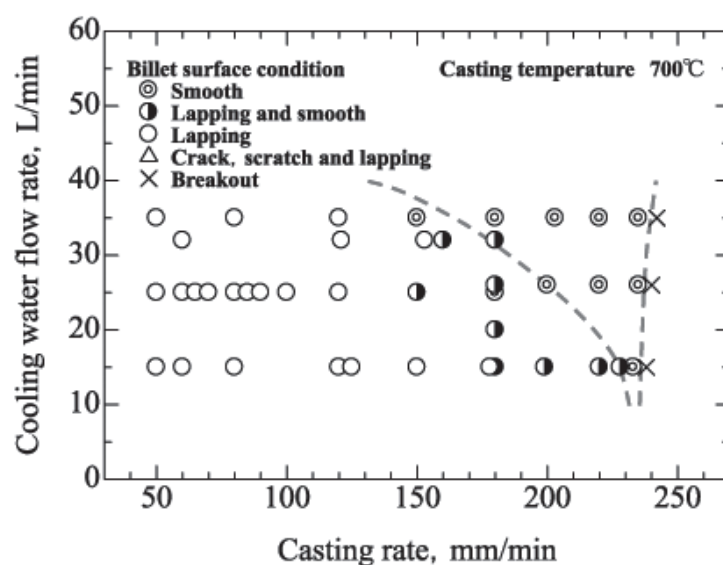 60
50
40
30
20
10
0
Cooling water flow rate, L/min
Billet surface condition
Casting temperature 700℃
Smooth
Lapping and smooth
Lapping
Crack, scratch and lapping
Breakout
50 100 150 200 250
Casting rate, mm/min